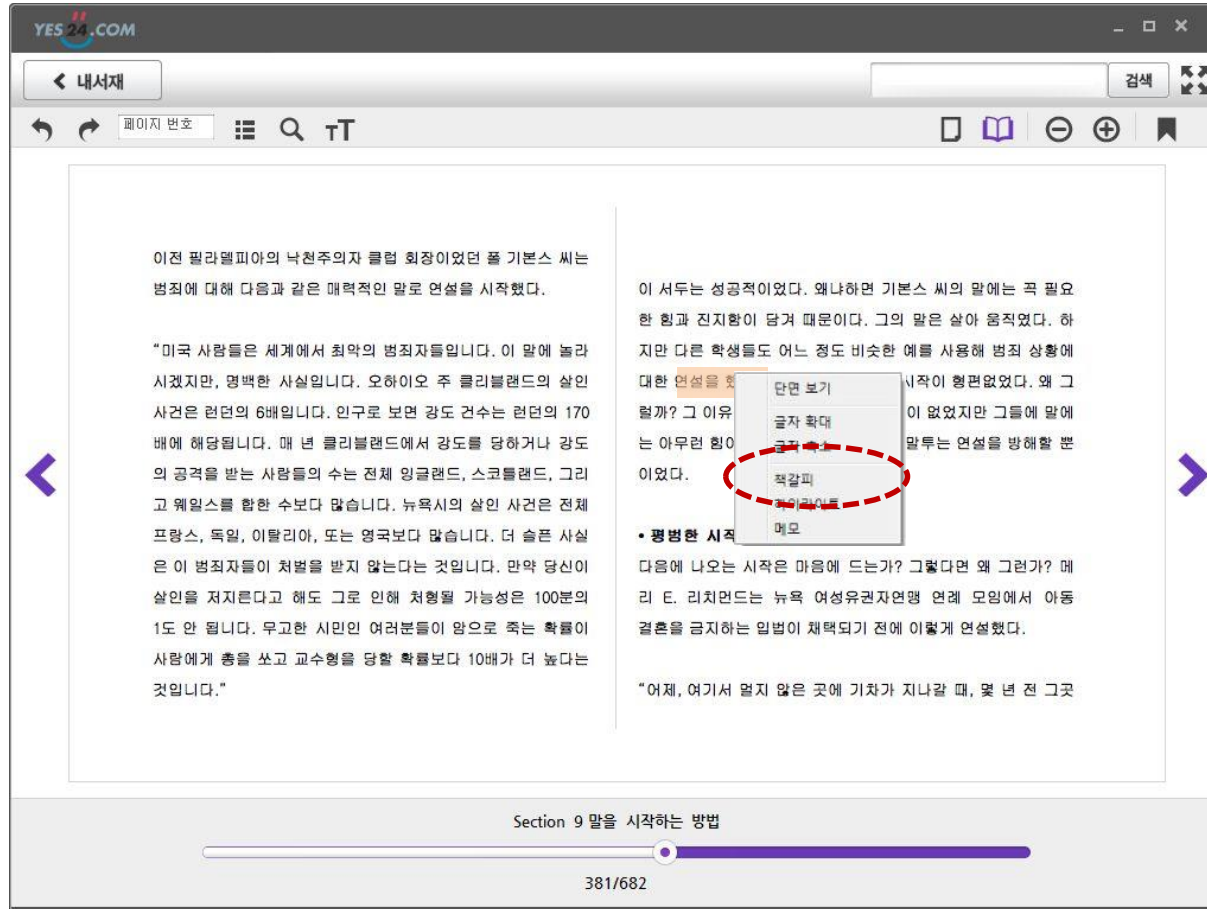 YES24.COM
내서재
검색
페이지 번호
TT
이전 필라델피아의 낙천주의자 클럽 회장이었던 폴 기본스 씨는
범죄에 대해 다음과 같은 매력적인 말로 연설을 시작했다.
“미국 사람들은 세계에서 최악의 범죄자들입니다. 이 말에 놀라
시겠지만, 명백한 사실입니다. 오하이오 주 클리블랜드의 살인
사건은 런던의 6배입니다. 인구로 보면 강도 건수는 런던의 170
배에 해당됩니다. 매 년 클리블랜드에서 강도를 당하거나 강도
의 공격을 받는 사람들의 수는 전체 잉글랜드, 스코틀랜드, 그리
고 웨일스를 합한 수보다 많습니다. 뉴욕시의 살인 사건은 전체
프랑스, 독일, 이탈리아, 또는 영국보다 많습니다. 더 슬픈 사실
은 이 범죄자들이 처벌을 받지 않는다는 것입니다. 만약 당신이
살인을 저지른다고 해도 그로 인해 처형될 가능성은 100분의
1도 안 됩니다. 무고한 시민인 여러분들이 암으로 죽는 확률이
사람에게 총을 쏘고 교수형을 당할 확률보다 10배가 더 높다는
것입니다.”
이 서두는 성공적이었다. 왜냐하면 기본스 씨의 말에는 꼭 필요
한 힘과 진지함이 담겨 때문이다. 그의 말은 살아 움직였다. 하
지만 다른 학생들도 어느 정도 비슷한 예를 사용해 범죄 상황에
대한 연설을 시작이 형편없었다. 왜 그
럴까? 그 이유 이 없었지만 그들에 말에
는 아무런 힘이 말투는 연설을 방해할 뿐
이었다.
• 평범한 시작
다음에 나오는 시작은 마음에 드는가? 그렇다면 왜 그런가? 메
리 E. 리치먼드는 뉴욕 여성유권자연맹 연례 모임에서 아동
결혼을 금지하는 입법이 채택되기 전에 이렇게 연설했다.
“어제, 여기서 멀지 않은 곳에 기차가 지나갈 때, 몇 년 전 그곳
단면 보기
글자 확대
글자 축소
책갈피
하이라이트
메모
Section 9 말을 시작하는 방법
381/682